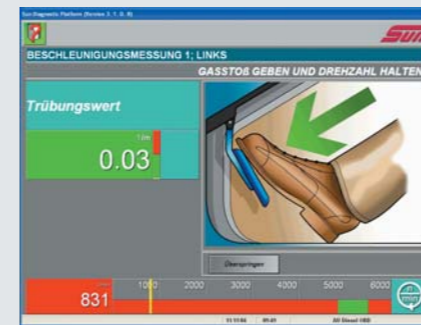 Sun Diagnostic Platform (Version 3. 1. 0. 0)
Sun
BESCHLEUNIGUNGSMESSUNG 1; LINKS
GASSTOß GEBEN UND DREHZAHL HALTEN
Trübungswert
0.03
Überspringen
831
1000 2000 3000 4000 5000 6000